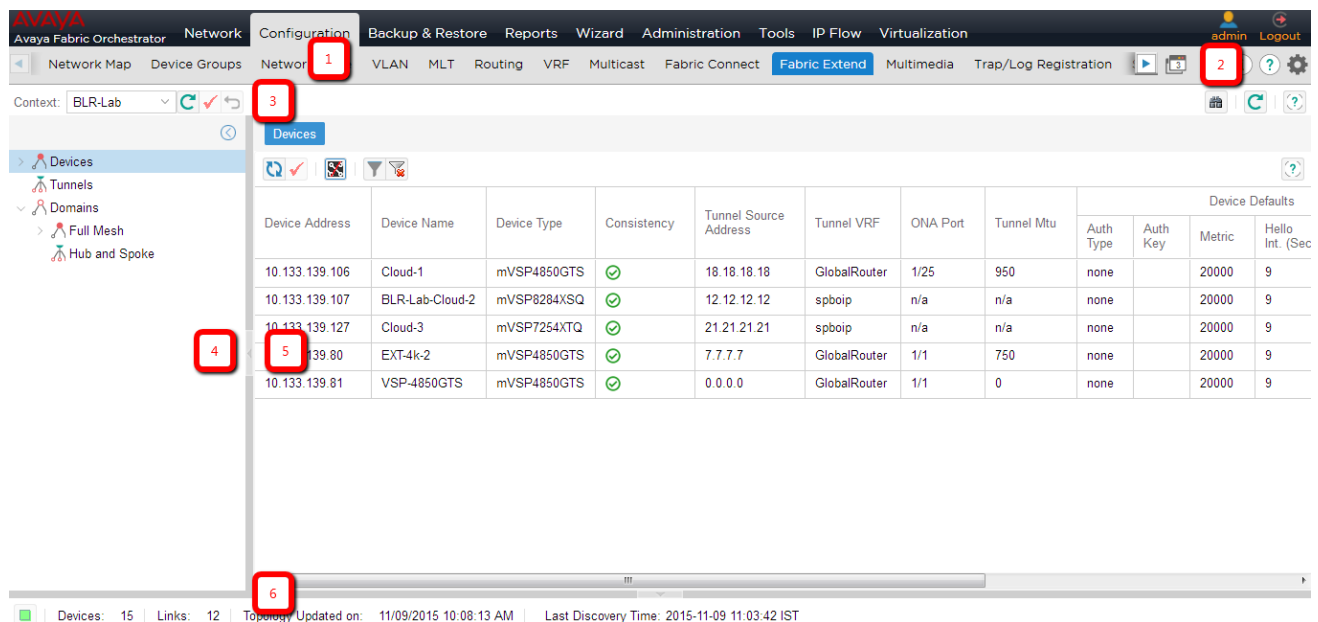 AVAYA
Avaya Fabric Orchestrator Network Configuration Backup & Restore Reports Wizard Administration Tools IP Flow Virtualization admin Logout
Network Map Device Groups 1 VLAN MLT Routing VRF Multicast Fabric Connect Fabric Extend Multimedia Trap/Log Registration 3 2 ?
Context: BLR-Lab 3 ?
Devices
Devices
Tunnels
Domains
Full Mesh
Hub and Spoke
?
Device Address Device Name Device Type Consistency Tunnel Source Address Tunnel VRF ONA Port Tunnel Mtu Device Defaults
Auth Type Auth Key Metric Hello Int. (Sec
10.133.139.106 Cloud-1 mVSP4850GTS 18.18.18.18 GlobalRouter 1/25 950 none 20000 9
10.133.139.107 BLR-Lab-Cloud-2 mVSP8284XSQ 12.12.12.12 spboip n/a n/a none 20000 9
10.133.139.127 Cloud-3 mVSP7254XTQ 21.21.21.21 spboip n/a n/a none 20000 9
4 5 139.80 EXT-4k-2 mVSP4850GTS 7.7.7.7 GlobalRouter 1/1 750 none 20000 9
10.133.139.81 VSP-4850GTS mVSP4850GTS 0.0.0.0 GlobalRouter 1/1 0 none 20000 9
6
Devices: 15 Links: 12 Topology Updated on: 11/09/2015 10:08:13 AM Last Discovery Time: 2015-11-09 11:03:42 IST